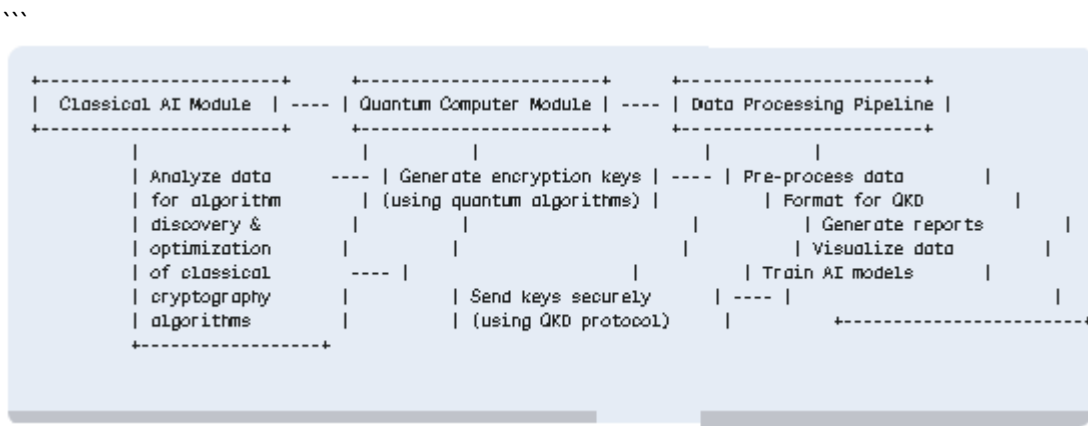 ```
+-------------------------+      +-------------------------+      +-------------------------+
|  Classical AI Module  | ---- | Quantum Computer Module | ---- | Data Processing Pipeline |
+-------------------------+      +-------------------------+      +-------------------------+
          |                      |          |                      |          |
          | Analyze data      ---- | Generate encryption keys | ---- | Pre-process data        |
          | for algorithm        | (using quantum algorithms) |          | Format for QKD         |
          | discovery &         |          |                      |          | Generate reports        |
          | optimization       |          |                      |          | Visualize data         |
          | of classical        ---- |                      |          | Train AI models       |
          | cryptography       |          | Send keys securely      | ---- |                          |
          | algorithms         |          | (using QKD protocol)     |          +------------------------+
          +-------------------+